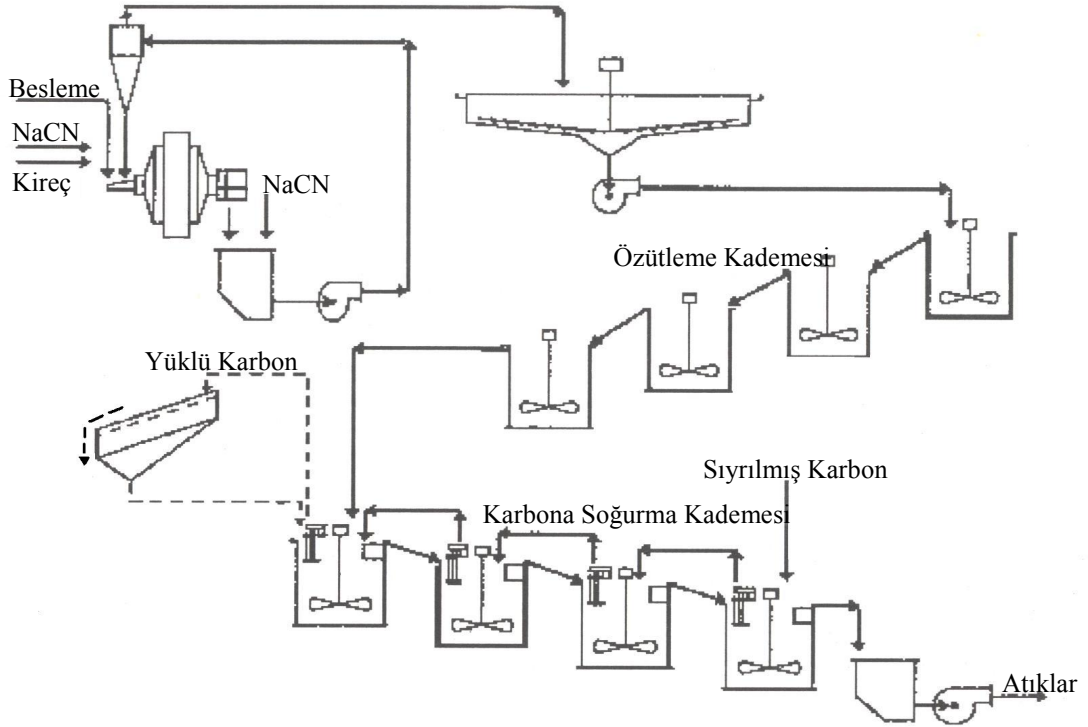 Besleme
NaCN
Kireç
NaCN
Özütleme Kademesi
Yüklü Karbon
Sıyrılmış Karbon
Karbona Soğurma Kademesi
Atıklar